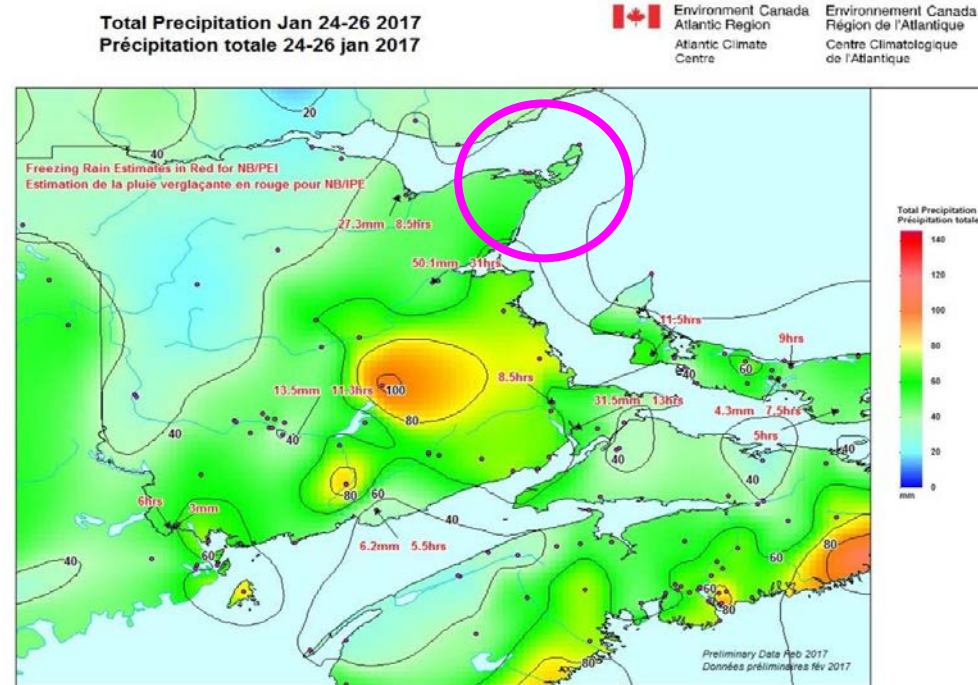 Total Precipitation Jan 24-26 2017
Précipitation totale 24-26 jan 2017
Environment Canada
Atlantic Region
Atlantic Climate
Centre
Environnement Canada
Région de l'Atlantique
Centre Climatologique
de l'Atlantique
20
40
Freezing Rain Estimates in Red for NB/PEI
Estimation de la pluie verglaçante en rouge pour NB/IPE
27.3mm 8.5hrs
50.1mm 31hrs
11.5hrs
9hrs
60
40
100
13.5mm 11.3hrs
8.5hrs
31.5mm 13hrs
4.3mm 7.5hrs
80
5hrs
40
40
40
40
40
80
60
40
6hrs
3mm
6.2mm 5.5hrs
60
40
80
60
60
80
80
Preliminary Data Feb 2017
Données préliminaires fév 2017
Total Precipitation
Précipitation totale
140
120
100
80
60
40
20
0
mm